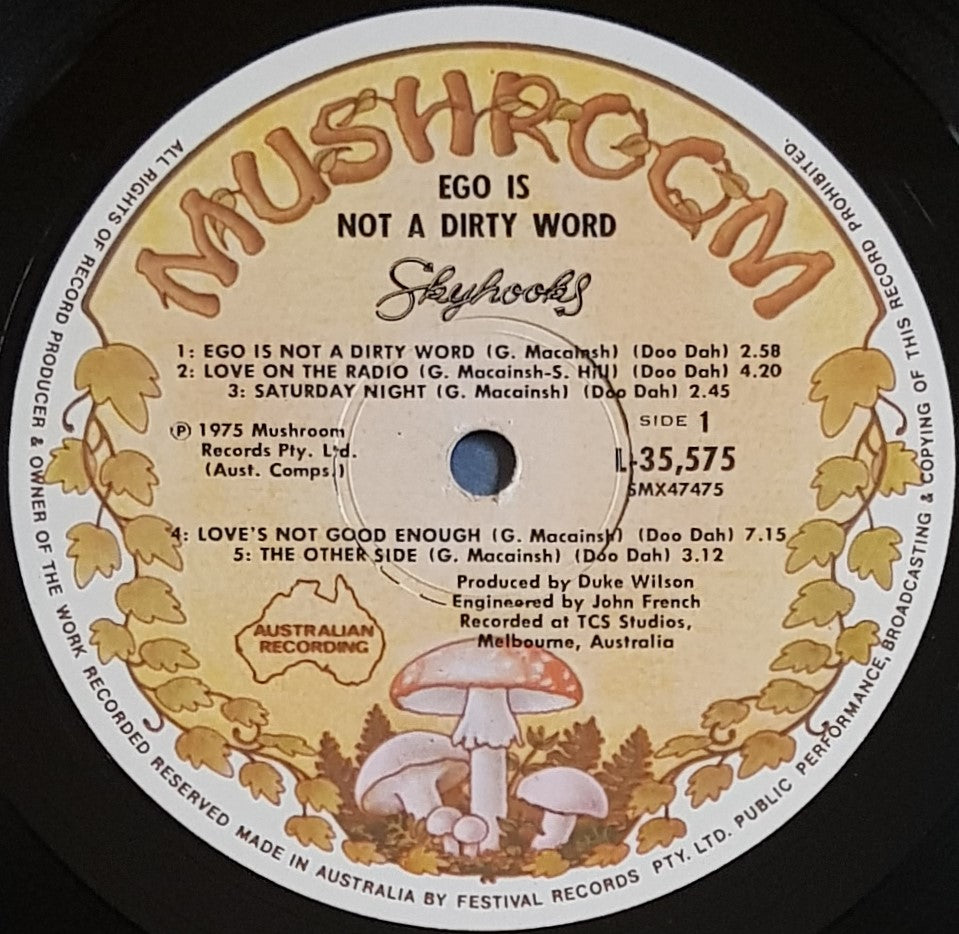 MUSHROOM
EGO IS
NOT A DIRTY WORD
Skyhooks
1: EGO IS NOT A DIRTY WORD (G. Macainsh) (Doo Dah) 2.58
2: LOVE ON THE RADIO (G. Macainsh-S. Hill) (Doo Dah) 4.20
3: SATURDAY NIGHT (G. Macainsh) (Doo Dah) 2.45
SIDE 1
Ⓟ 1975 Mushroom
Records Pty. Ltd.
(Aust. Comps.)
L-35,575
SMX47475
4: LOVE'S NOT GOOD ENOUGH (G. Macainsh) (Doo Dah) 7.15
5: THE OTHER SIDE (G. Macainsh) (Doo Dah) 3.12
Produced by Duke Wilson
Engineered by John French
Recorded at TCS Studios,
Melbourne, Australia
AUSTRALIAN
RECORDING
ALL RIGHTS OF RECORD PRODUCER & OWNER OF THE WORK RECORDED RESERVED MADE IN AUSTRALIA BY FESTIVAL RECORDS PTY. LTD. PUBLIC PERFORMANCE, BROADCASTING & COPYING OF THIS RECORD PROHIBITED.